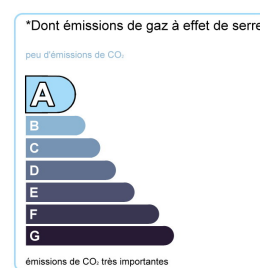 *Dont émissions de gaz à effet de serre
peu d'émissions de CO₂
A
B
C
D
E
F
G
émissions de CO₂ très importantes